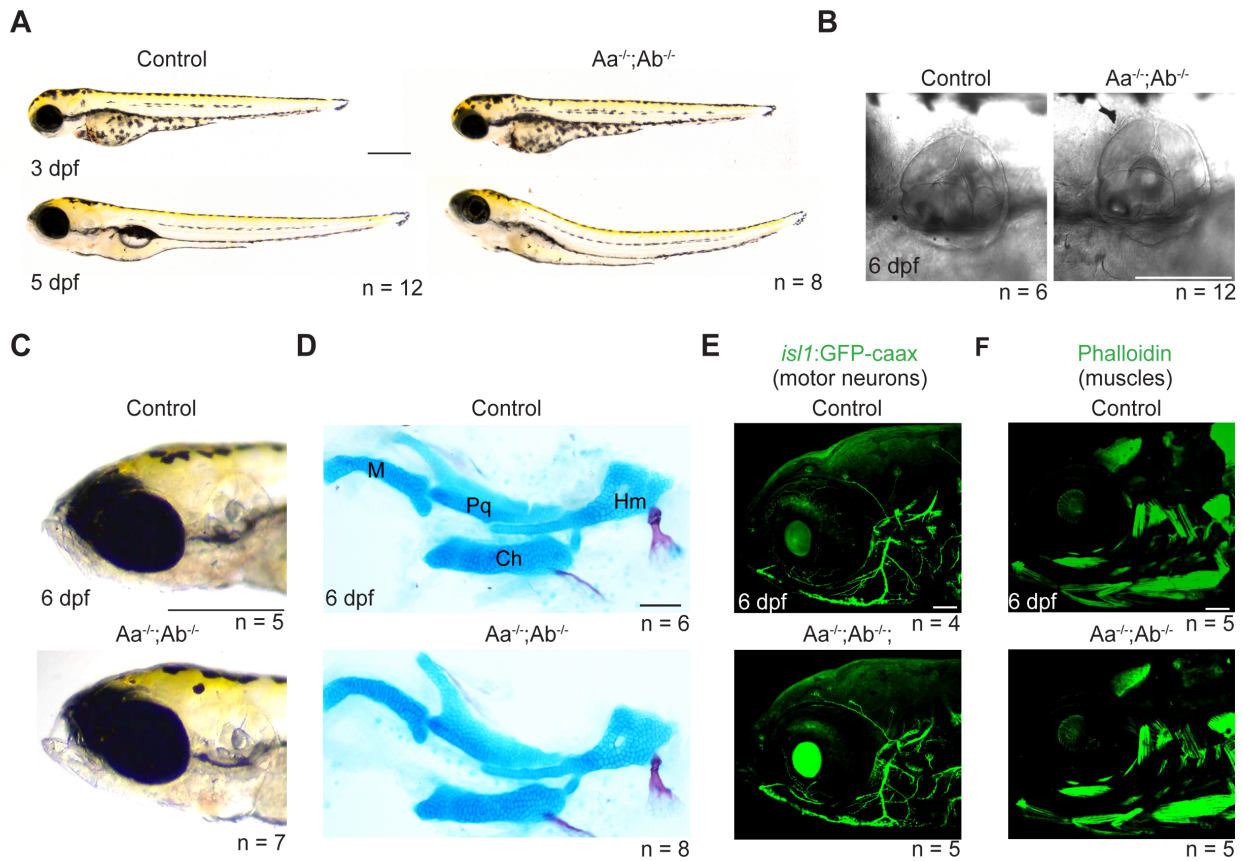 A
Control
Aa-/-;Ab-/-
3 dpf
5 dpf
n = 12
n = 8
B
Control
Aa-/-;Ab-/-
6 dpf
n = 6
n = 12
C
Control
6 dpf
n = 5
Aa-/-;Ab-/-
n = 7
D
Control
M
Pq
Hm
Ch
6 dpf
n = 6
Aa-/-;Ab-/-
n = 8
E
isl1:GFP-caax
(motor neurons)
Control
6 dpf
n = 4
Aa-/-;Ab-/-;
n = 5
F
Phalloidin
(muscles)
Control
6 dpf
n = 5
Aa-/-;Ab-/-
n = 5